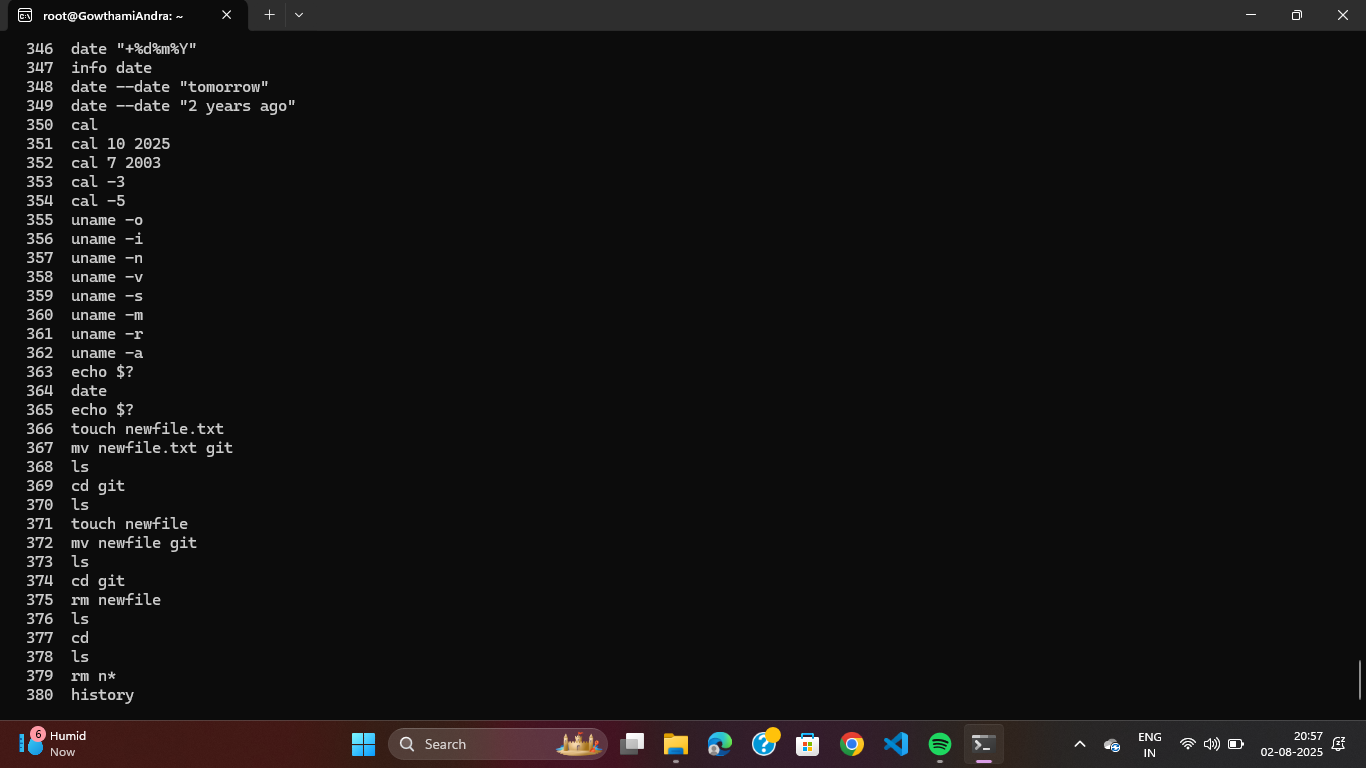 root@GowthamiAndra: ~
346 date "+%d%m%Y"
347 info date
348 date --date "tomorrow"
349 date --date "2 years ago"
350 cal
351 cal 10 2025
352 cal 7 2003
353 cal -3
354 cal -5
355 uname -o
356 uname -i
357 uname -n
358 uname -v
359 uname -s
360 uname -m
361 uname -r
362 uname -a
363 echo $?
364 date
365 echo $?
366 touch newfile.txt
367 mv newfile.txt git
368 ls
369 cd git
370 ls
371 touch newfile
372 mv newfile git
373 ls
374 cd git
375 rm newfile
376 ls
377 cd
378 ls
379 rm n*
380 history
6
Humid
Now
Search
ENG
IN
20:57
02-08-2025